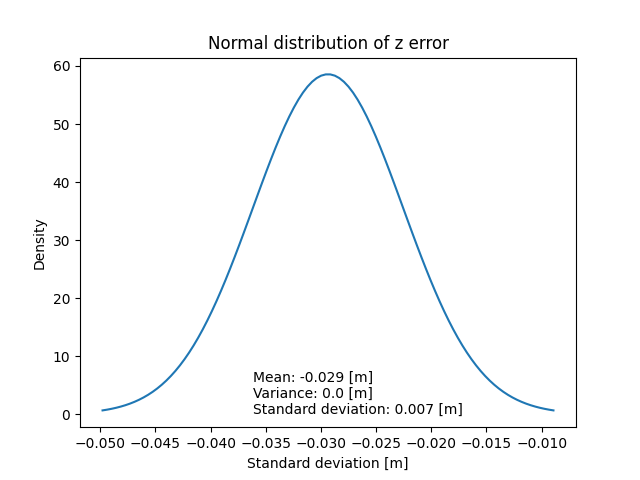 Normal distribution of z error
Density
60
50
40
30
20
10
0
Mean: -0.029 [m]
Variance: 0.0 [m]
Standard deviation: 0.007 [m]
−0.050 −0.045 −0.040 −0.035 −0.030 −0.025 −0.020 −0.015 −0.010
Standard deviation [m]